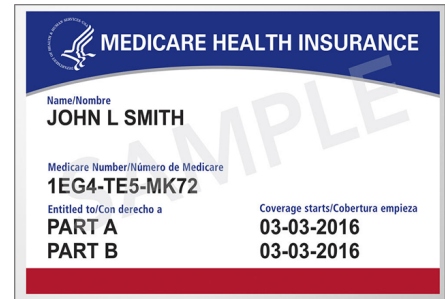 MEDICARE HEALTH INSURANCE
Name/Nombre
JOHN L SMITH
Medicare Number/Número de Medicare
1EG4-TE5-MK72
Entitled to/Con derecho a
Coverage starts/Cobertura empieza
PART A
03-03-2016
PART B
03-03-2016
SAMPLE